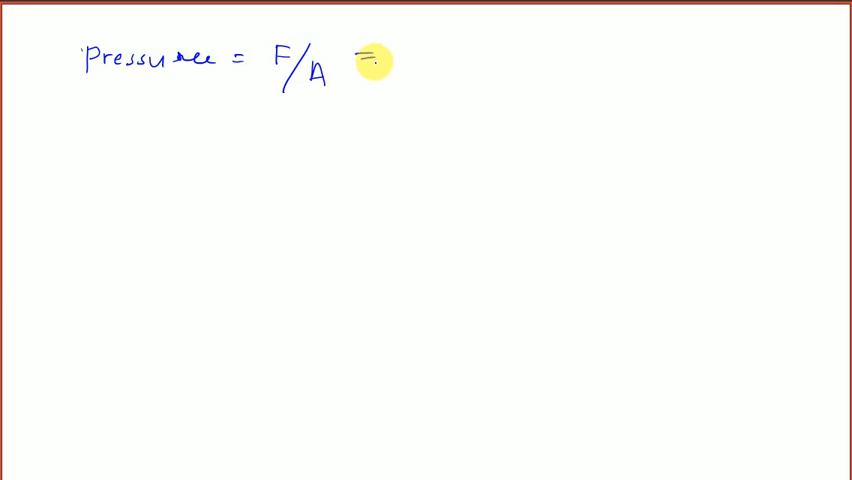 Pressure = F/A =